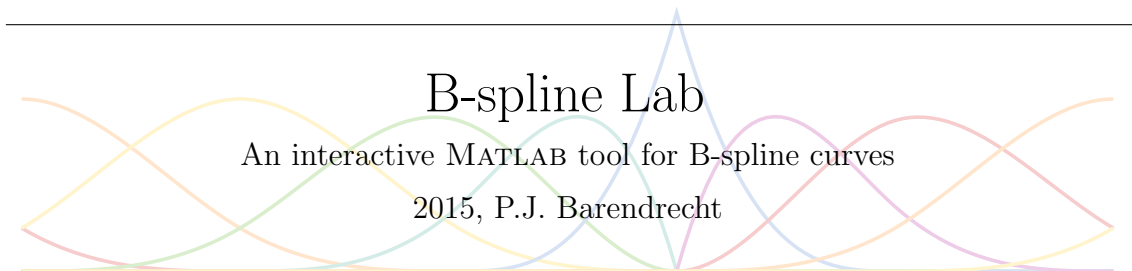 B-spline Lab
An interactive MATLAB tool for B-spline curves
2015, P.J. Barendrecht